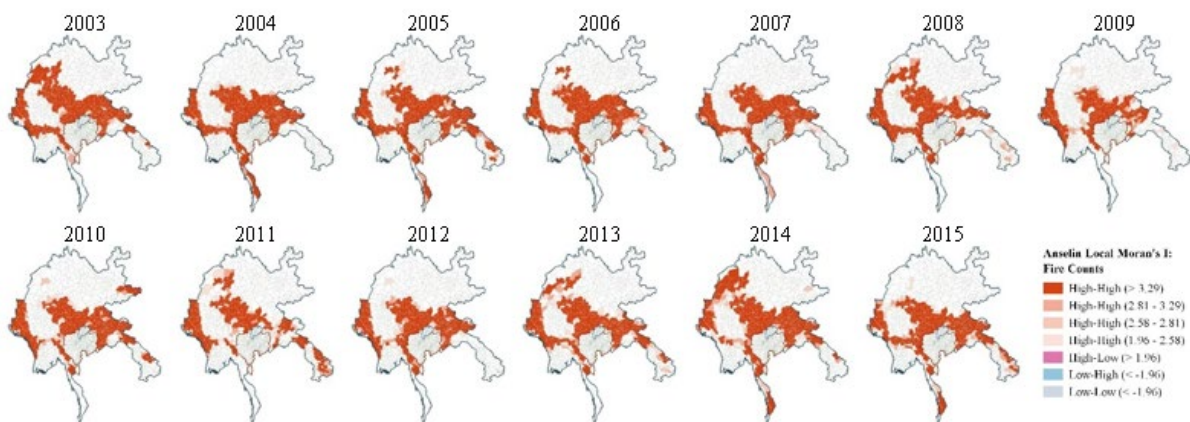 2003 2004 2005 2006 2007 2008 2009
2010 2011 2012 2013 2014 2015
Anselin Local Moran's I:
Fire Counts
High-High (> 3.29)
High-High (2.81 - 3.29)
High-High (2.58 - 2.81)
High-High (1.96 - 2.58)
High-Low (> 1.96)
Low-High (< -1.96)
Low-Low (< -1.96)